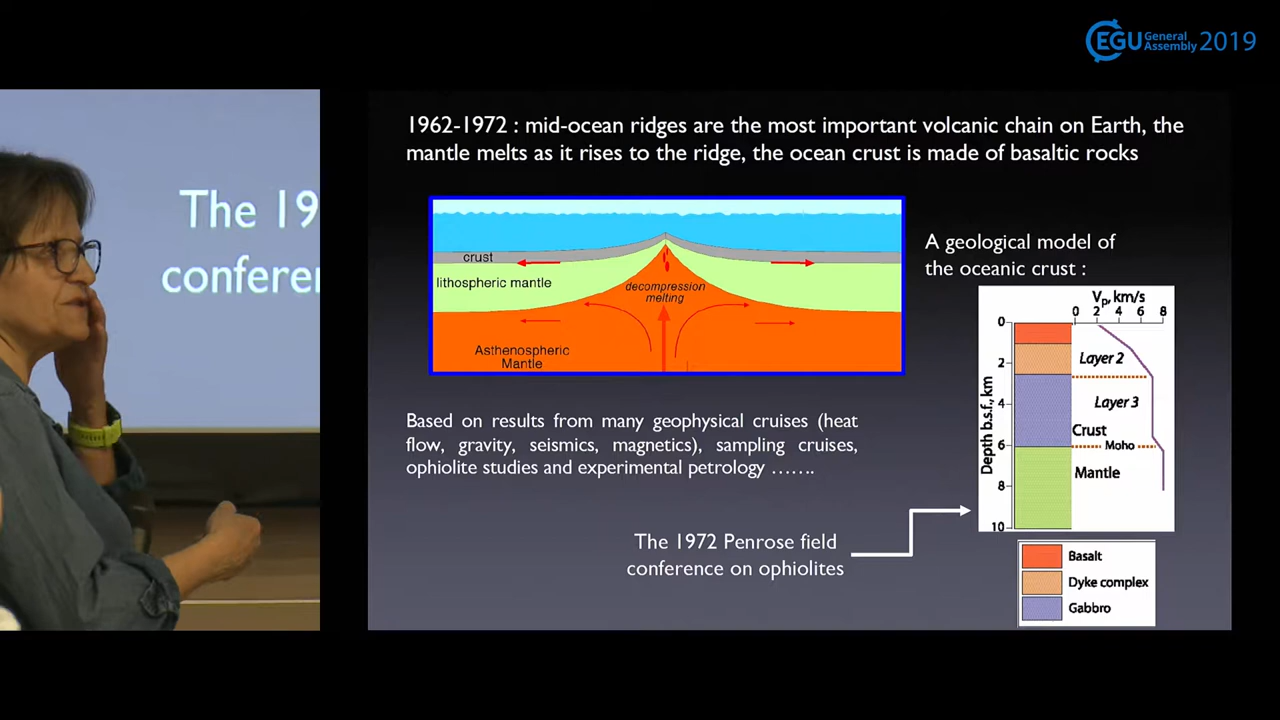 EGU General Assembly 2019
The 19
conferen
1962-1972 : mid-ocean ridges are the most important volcanic chain on Earth, the
mantle melts as it rises to the ridge, the ocean crust is made of basaltic rocks
crust
lithospheric mantle
decompression
melting
Asthenospheric
Mantle
A geological model of
the oceanic crust :
Vp, km/s
0 2 4 6 8
Depth b.s.f., km
0
2
4
6
8
10
Layer 2
Layer 3
Crust
Moho
Mantle
Based on results from many geophysical cruises (heat
flow, gravity, seismics, magnetics), sampling cruises,
ophiolite studies and experimental petrology …….
The 1972 Penrose field
conference on ophiolites
Basalt
Dyke complex
Gabbro